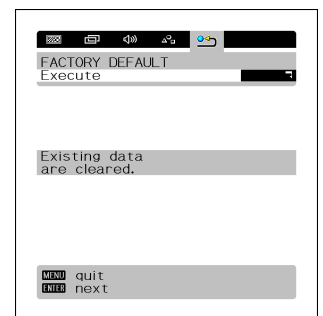 FACTORY DEFAULT
Execute
Existing data
are cleared.
MENU quit
ENTER next